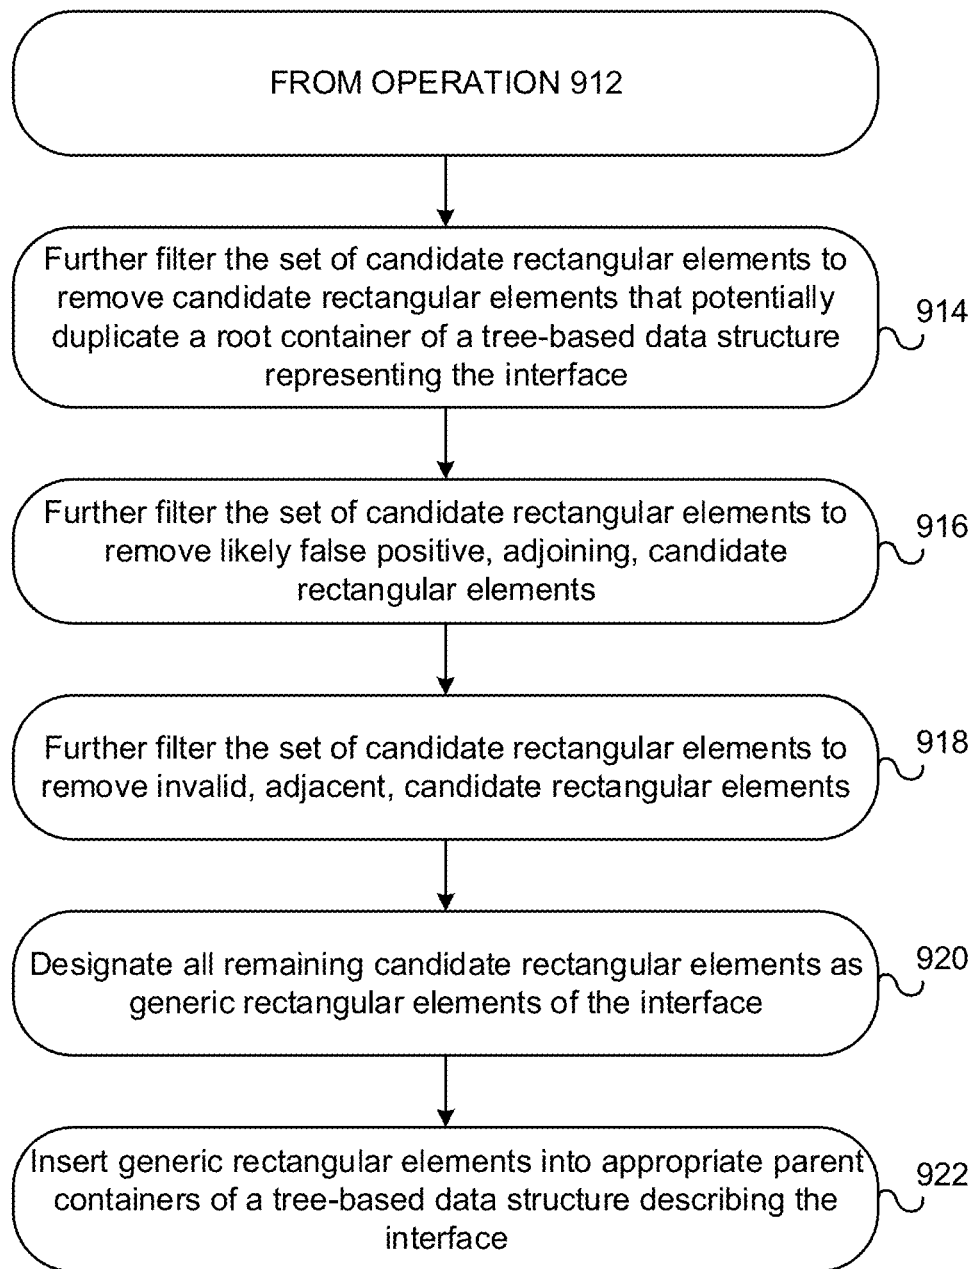 FROM OPERATION 912
Further filter the set of candidate rectangular elements to
remove candidate rectangular elements that potentially
duplicate a root container of a tree-based data structure
representing the interface
914
Further filter the set of candidate rectangular elements to
remove likely false positive, adjoining, candidate
rectangular elements
916
Further filter the set of candidate rectangular elements to
remove invalid, adjacent, candidate rectangular elements
918
Designate all remaining candidate rectangular elements as
generic rectangular elements of the interface
920
Insert generic rectangular elements into appropriate parent
containers of a tree-based data structure describing the
interface
922